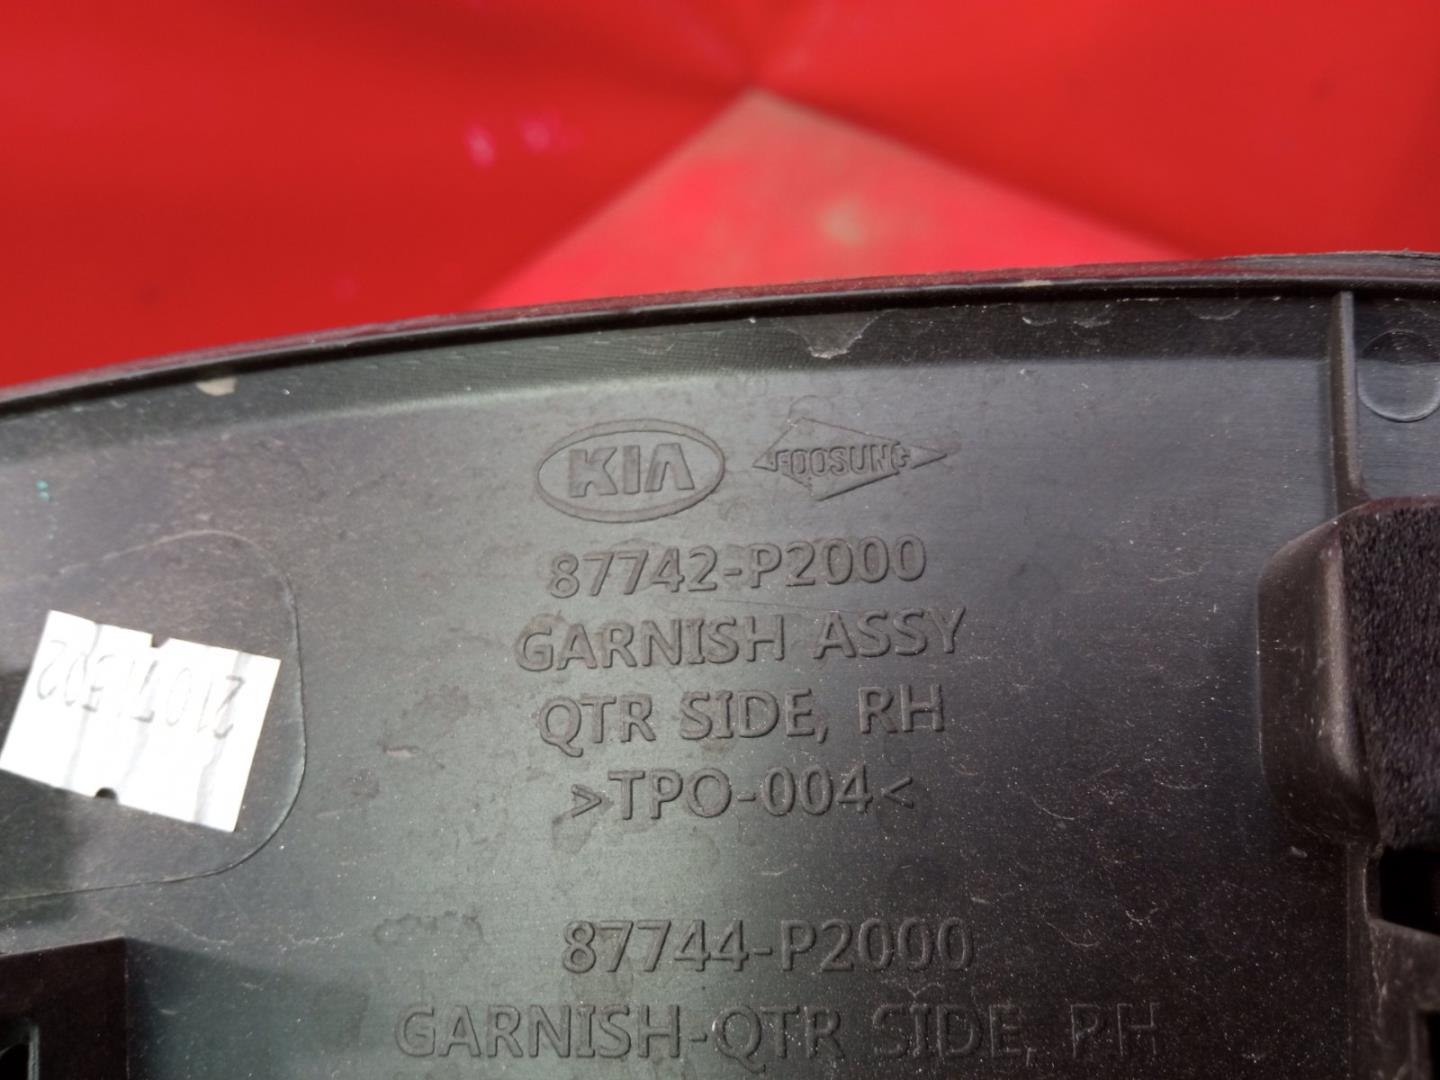 KIA FOOSUNG
87742-P2000
GARNISH ASSY
QTR SIDE, RH
>TPO-004<
87744-P2000
GARNISH-QTR SIDE, RH